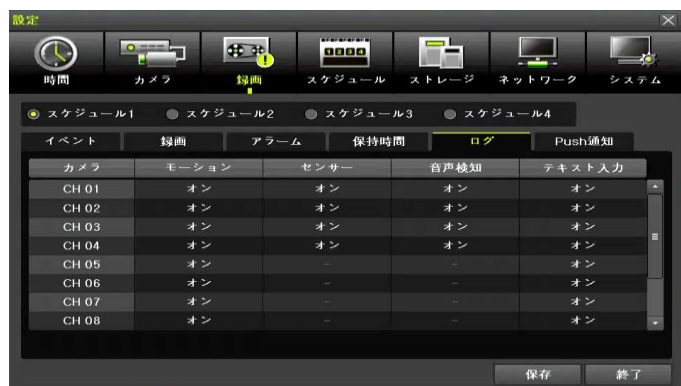 設定
時間 カメラ 録画 スケジュール ストレージ ネットワーク システム
スケジュール1 スケジュール2 スケジュール3 スケジュール4
イベント 録画 アラーム 保持時間 ログ Push通知
カメラ モーション センサー 音声検知 テキスト入力
CH 01 オン オン オン オン
CH 02 オン オン オン オン
CH 03 オン オン オン オン
CH 04 オン オン オン オン
CH 05 オン – – オン
CH 06 オン – – オン
CH 07 オン – – オン
CH 08 オン – – オン
保存 終了